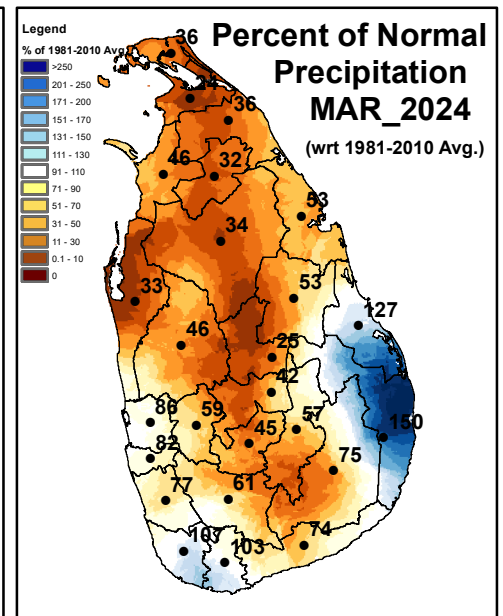 Legend
% of 1981-2010 Avg.
>250
201 - 250
171 - 200
151 - 170
131 - 150
111 - 130
91 - 110
71 - 90
51 - 70
31 - 50
11 - 30
0.1 - 10
0
Percent of Normal
Precipitation
MAR_2024
(wrt 1981-2010 Avg.)
36
36
46
32
53
34
33
53
127
46
25
42
86
59
57
150
82
45
75
77
61
107
103
74